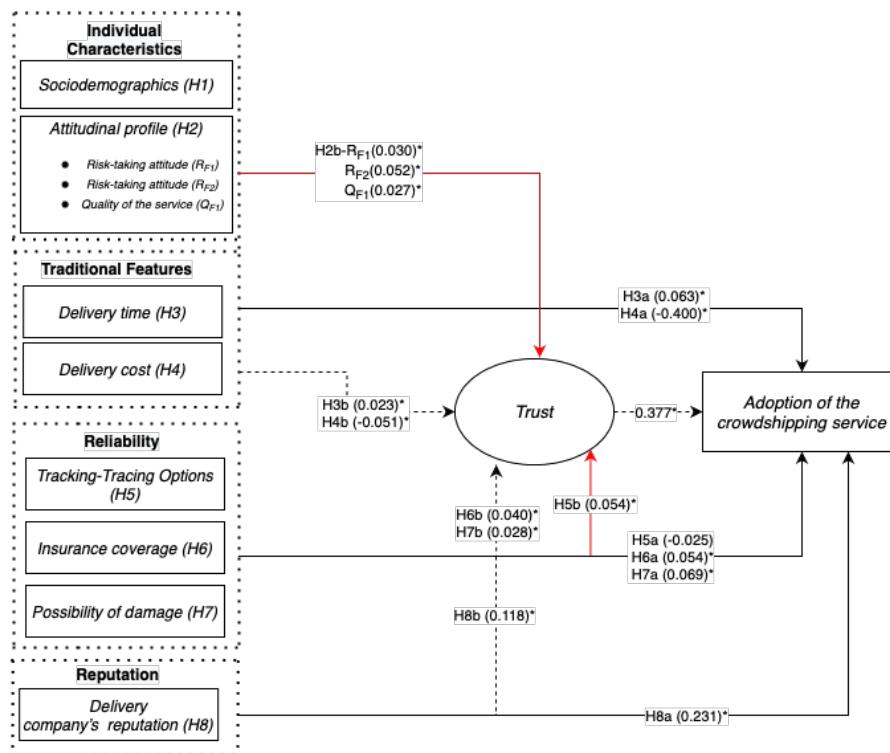 Individual
Characteristics
Sociodemographics (H1)
Attitudinal profile (H2)
Risk-taking attitude (RF1)
Risk-taking attitude (RF2)
Quality of the service (QF1)
H2b-RF1(0.030)*
RF2(0.052)*
QF1(0.027)*
Traditional Features
Delivery time (H3)
Delivery cost (H4)
H3a (0.063)*
H4a (-0.400)*
H3b (0.023)*
H4b (-0.051)*
Trust
0.377*
Adoption of the
crowdshipping service
Reliability
Tracking-Tracing Options
(H5)
Insurance coverage (H6)
Possibility of damage (H7)
H6b (0.040)*
H7b (0.028)*
H5b (0.054)*
H5a (-0.025)
H6a (0.054)*
H7a (0.069)*
H8b (0.118)*
Reputation
Delivery
company's reputation (H8)
H8a (0.231)*